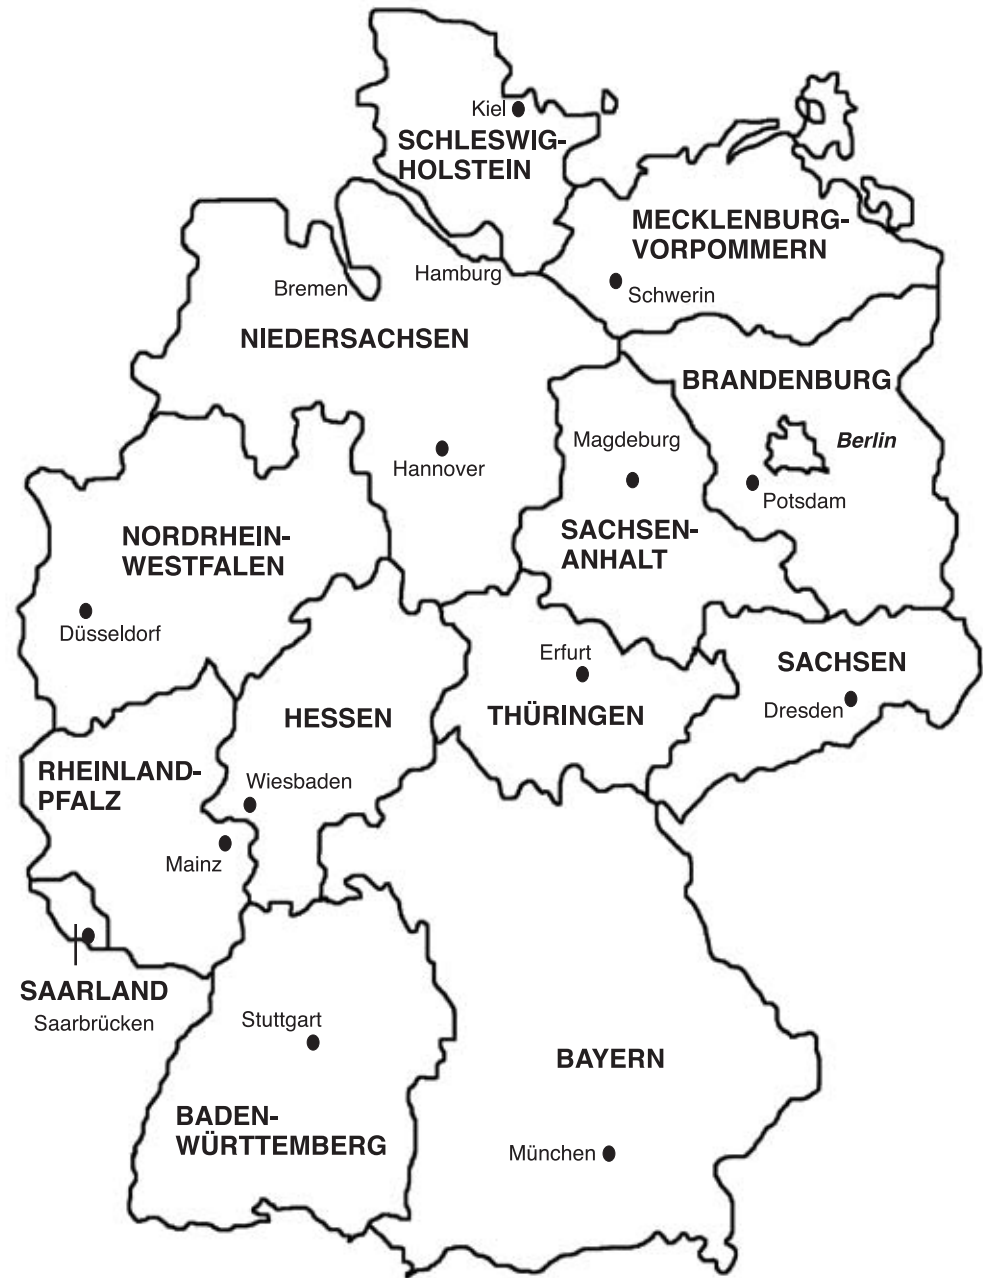 Kiel
SCHLESWIG-
HOLSTEIN
MECKLENBURG-
VORPOMMERN
Hamburg
Bremen
Schwerin
NIEDERSACHSEN
BRANDENBURG
Magdeburg
Berlin
Hannover
Potsdam
NORDRHEIN-
WESTFALEN
SACHSEN-
ANHALT
Düsseldorf
Erfurt
SACHSEN
HESSEN
THÜRINGEN
Dresden
RHEINLAND-
PFALZ
Wiesbaden
Mainz
SAARLAND
Saarbrücken
Stuttgart
BAYERN
BADEN-
WÜRTTEMBERG
München